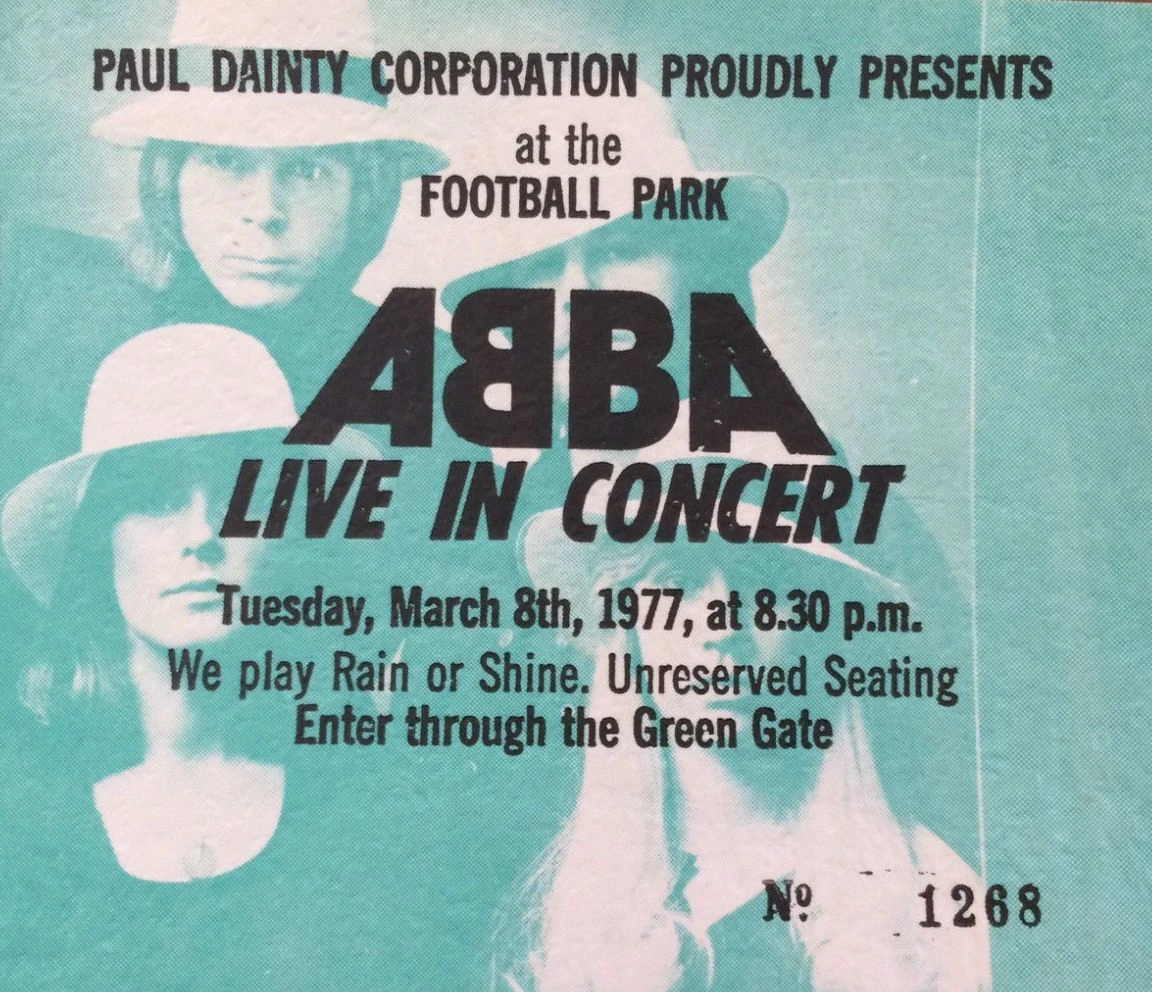 PAUL DAINTY CORPORATION PROUDLY PRESENTS
at the
FOOTBALL PARK
ABBA
LIVE IN CONCERT
Tuesday, March 8th, 1977, at 8.30 p.m.
We play Rain or Shine. Unreserved Seating
Enter through the Green Gate
Nº 1268